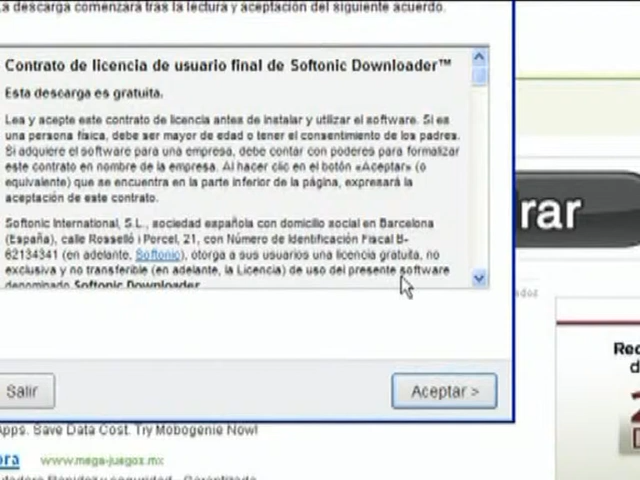 La descarga comenzará tras la lectura y aceptación del siguiente acuerdo.
Contrato de licencia de usuario final de Softonic Downloader™
Esta descarga es gratuita.
Lea y acepte este contrato de licencia antes de instalar y utilizar el software. Si es
una persona física, debe ser mayor de edad o tener el consentimiento de los padres.
Si adquiere el software para una empresa, debe contar con poderes para formalizar
este contrato en nombre de la empresa. Al hacer clic en el botón «Aceptar» (o
equivalente) que se encuentra en la parte inferior de la página, expresará la
aceptación de este contrato.
Softonic International, S.L., sociedad española con domicilio social en Barcelona
(España), calle Rosselló i Porcel, 21, con Número de Identificación Fiscal B-
62134341 (en adelante, Softonic), otorga a sus usuarios una licencia gratuita, no
exclusiva y no transferible (en adelante, la Licencia) de uso del presente software
denominado Softonic Downloader
rar
ados
Rec
d
Salir
Aceptar >
Apps. Save Data Cost. Try Mobogenie Now!
ora www.mega-juegos.mx